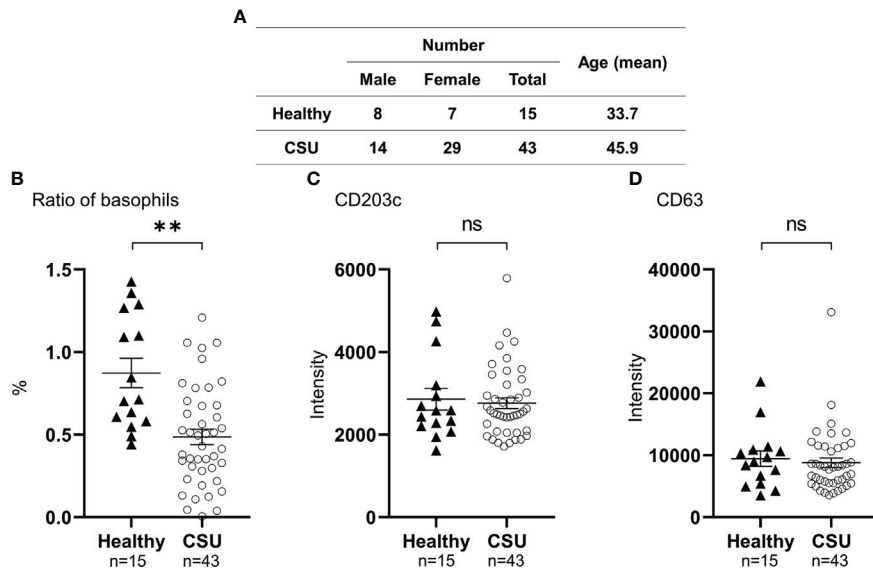 A
Number
Age (mean)
Male Female Total
Healthy 8 7 15 33.7
CSU 14 29 43 45.9
B
Ratio of basophils
**
1.5
1.0
0.5
0.0
%
Healthy CSU
n=15 n=43
C
CD203c
ns
6000
4000
2000
0
Intensity
Healthy CSU
n=15 n=43
D
CD63
ns
40000
30000
20000
10000
0
Intensity
Healthy CSU
n=15 n=43